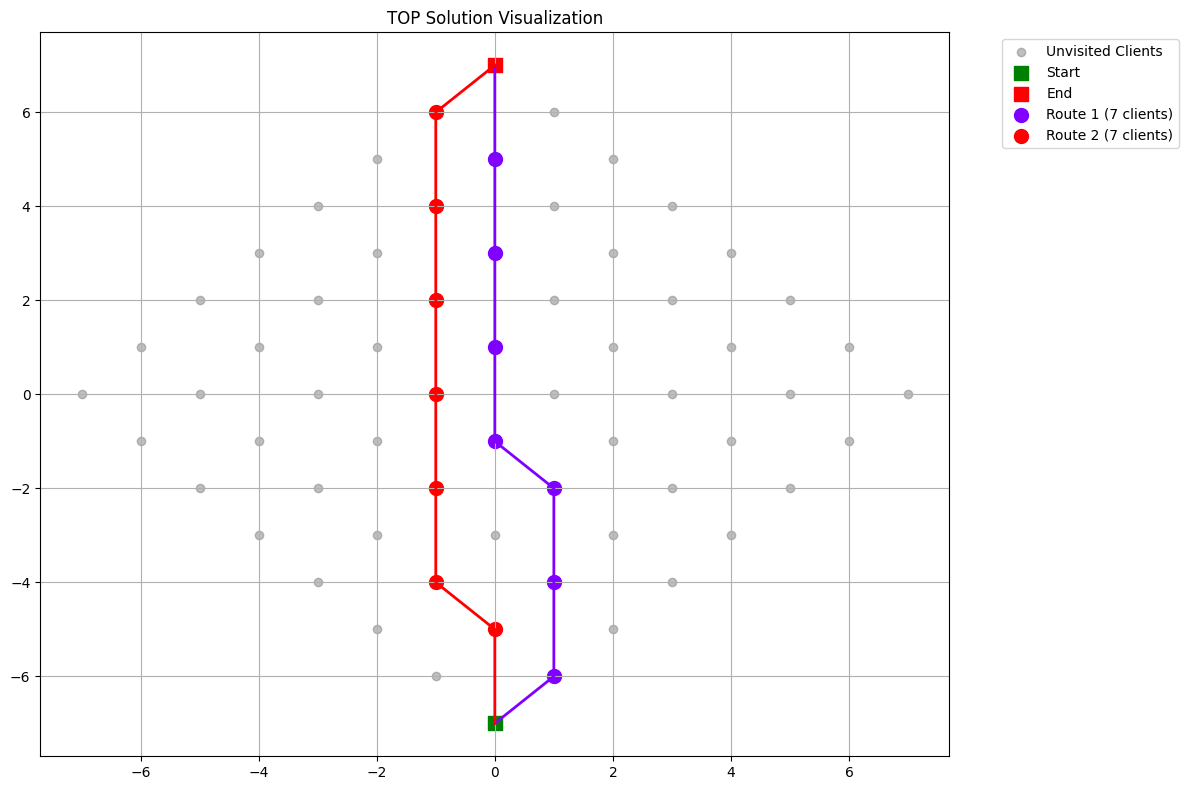 TOP Solution Visualization
Unvisited Clients
Start
End
Route 1 (7 clients)
Route 2 (7 clients)
6
4
2
0
−2
−4
−6
−6 −4 −2 0 2 4 6